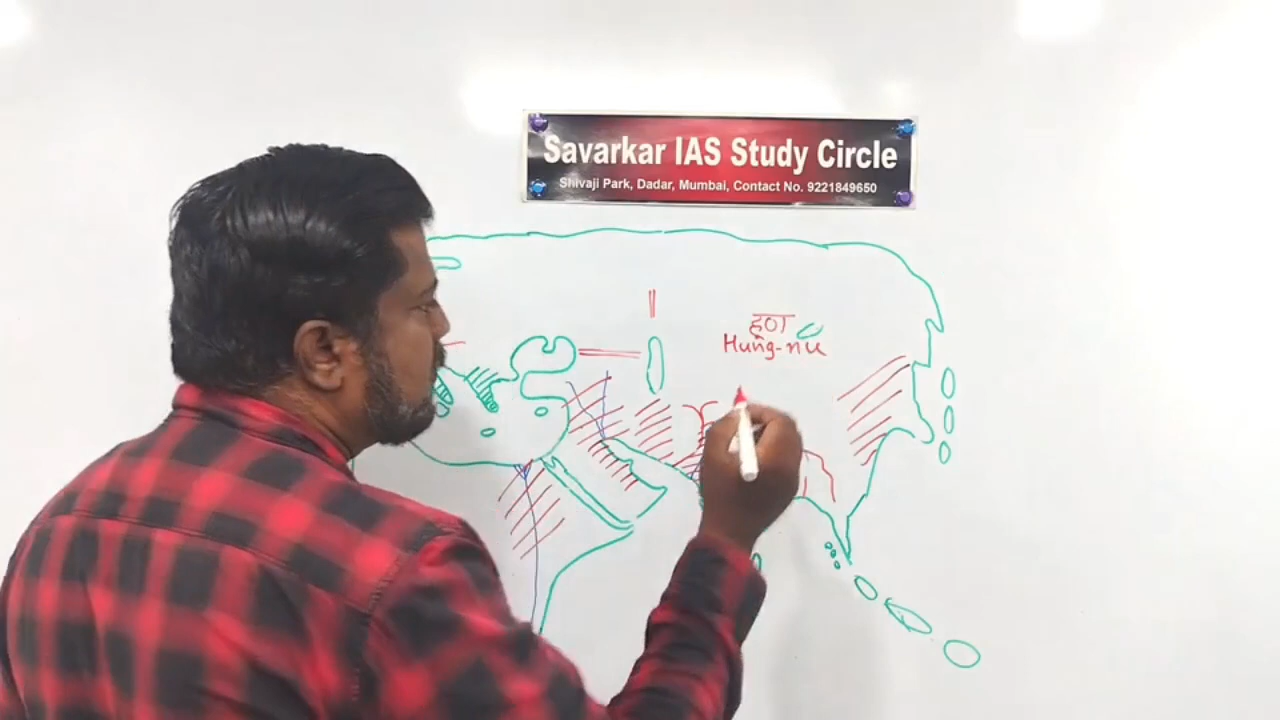 Savarkar IAS Study Circle
Shivaji Park, Dadar, Mumbai, Contact No. 9221849650
हूण
Hung-nu